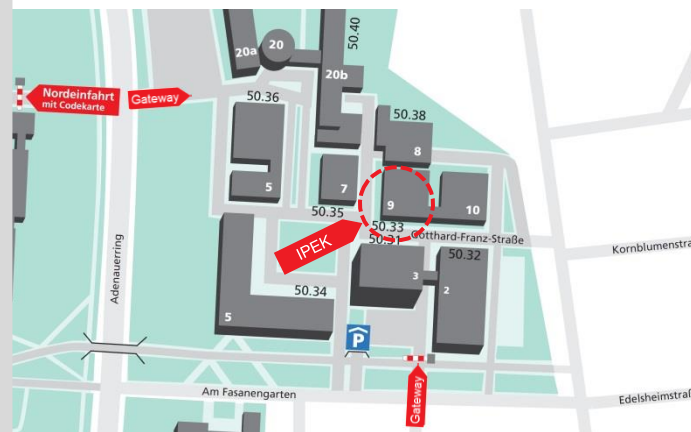 50.40
20
20a
20b
Nordeinfahrt
mit Codekarte
Gateway
50.36
50.38
8
5
7
9
10
50.35
50.33
Gotthard-Franz-Straße
50.31
IPEK
Kornblumenstra
50.32
3
2
Adenauerring
50.34
5
P
Am Fasanengarten
Gateway
Edelsheimstraß